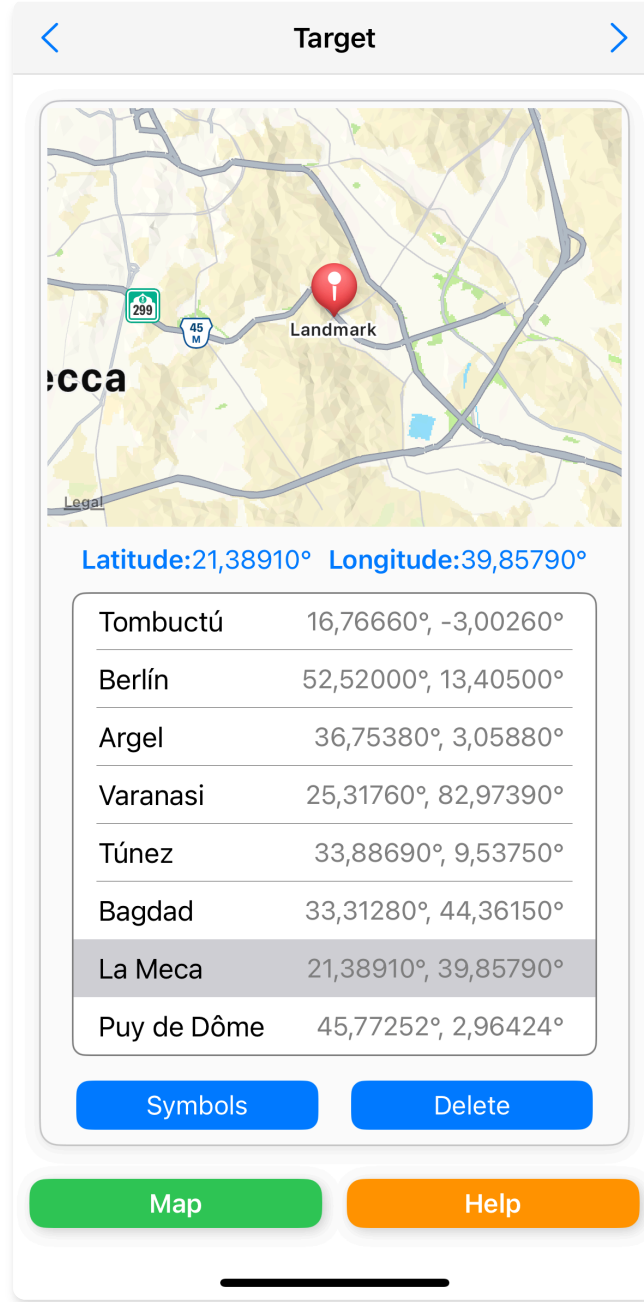 Target
299
45
M
Landmark
ecca
Legal
Latitude:21,38910° Longitude:39,85790°
Tombuctú 16,76660°, -3,00260°
Berlín 52,52000°, 13,40500°
Argel 36,75380°, 3,05880°
Varanasi 25,31760°, 82,97390°
Túnez 33,88690°, 9,53750°
Bagdad 33,31280°, 44,36150°
La Meca 21,38910°, 39,85790°
Puy de Dôme 45,77252°, 2,96424°
Symbols Delete
Map Help